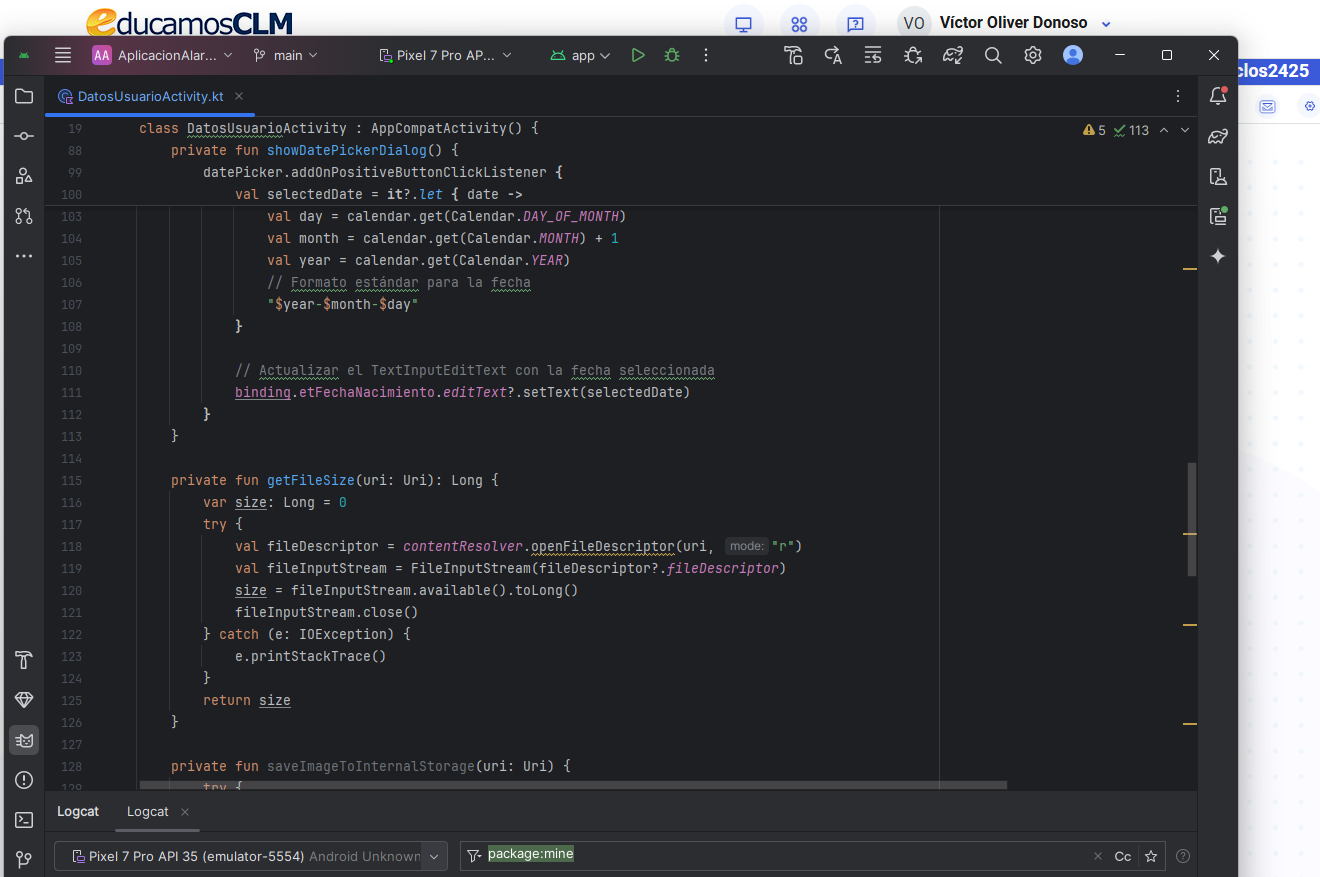 educamosCLM
VO Víctor Oliver Donoso
AA AplicacionAlar... main Pixel 7 Pro AP... app
clos2425
DatosUsuarioActivity.kt
5 113
19 class DatosUsuarioActivity : AppCompatActivity() {
88 private fun showDatePickerDialog() {
99 datePicker.addOnPositiveButtonClickListener {
100 val selectedDate = it?.let { date ->
103 val day = calendar.get(Calendar.DAY_OF_MONTH)
104 val month = calendar.get(Calendar.MONTH) + 1
105 val year = calendar.get(Calendar.YEAR)
106 // Formato estándar para la fecha
107 "$year-$month-$day"
108 }
109
110 // Actualizar el TextInputEditText con la fecha seleccionada
111 binding.etFechaNacimiento.editText?.setText(selectedDate)
112 }
113 }
114
115 private fun getFileSize(uri: Uri): Long {
116 var size: Long = 0
117 try {
118 val fileDescriptor = contentResolver.openFileDescriptor(uri, mode: "r")
119 val fileInputStream = FileInputStream(fileDescriptor?.fileDescriptor)
120 size = fileInputStream.available().toLong()
121 fileInputStream.close()
122 } catch (e: IOException) {
123 e.printStackTrace()
124 }
125 return size
126 }
127
128 private fun saveImageToInternalStorage(uri: Uri) {
129 try {
Logcat Logcat
Pixel 7 Pro API 35 (emulator-5554) Android Unknown package:mine Cc